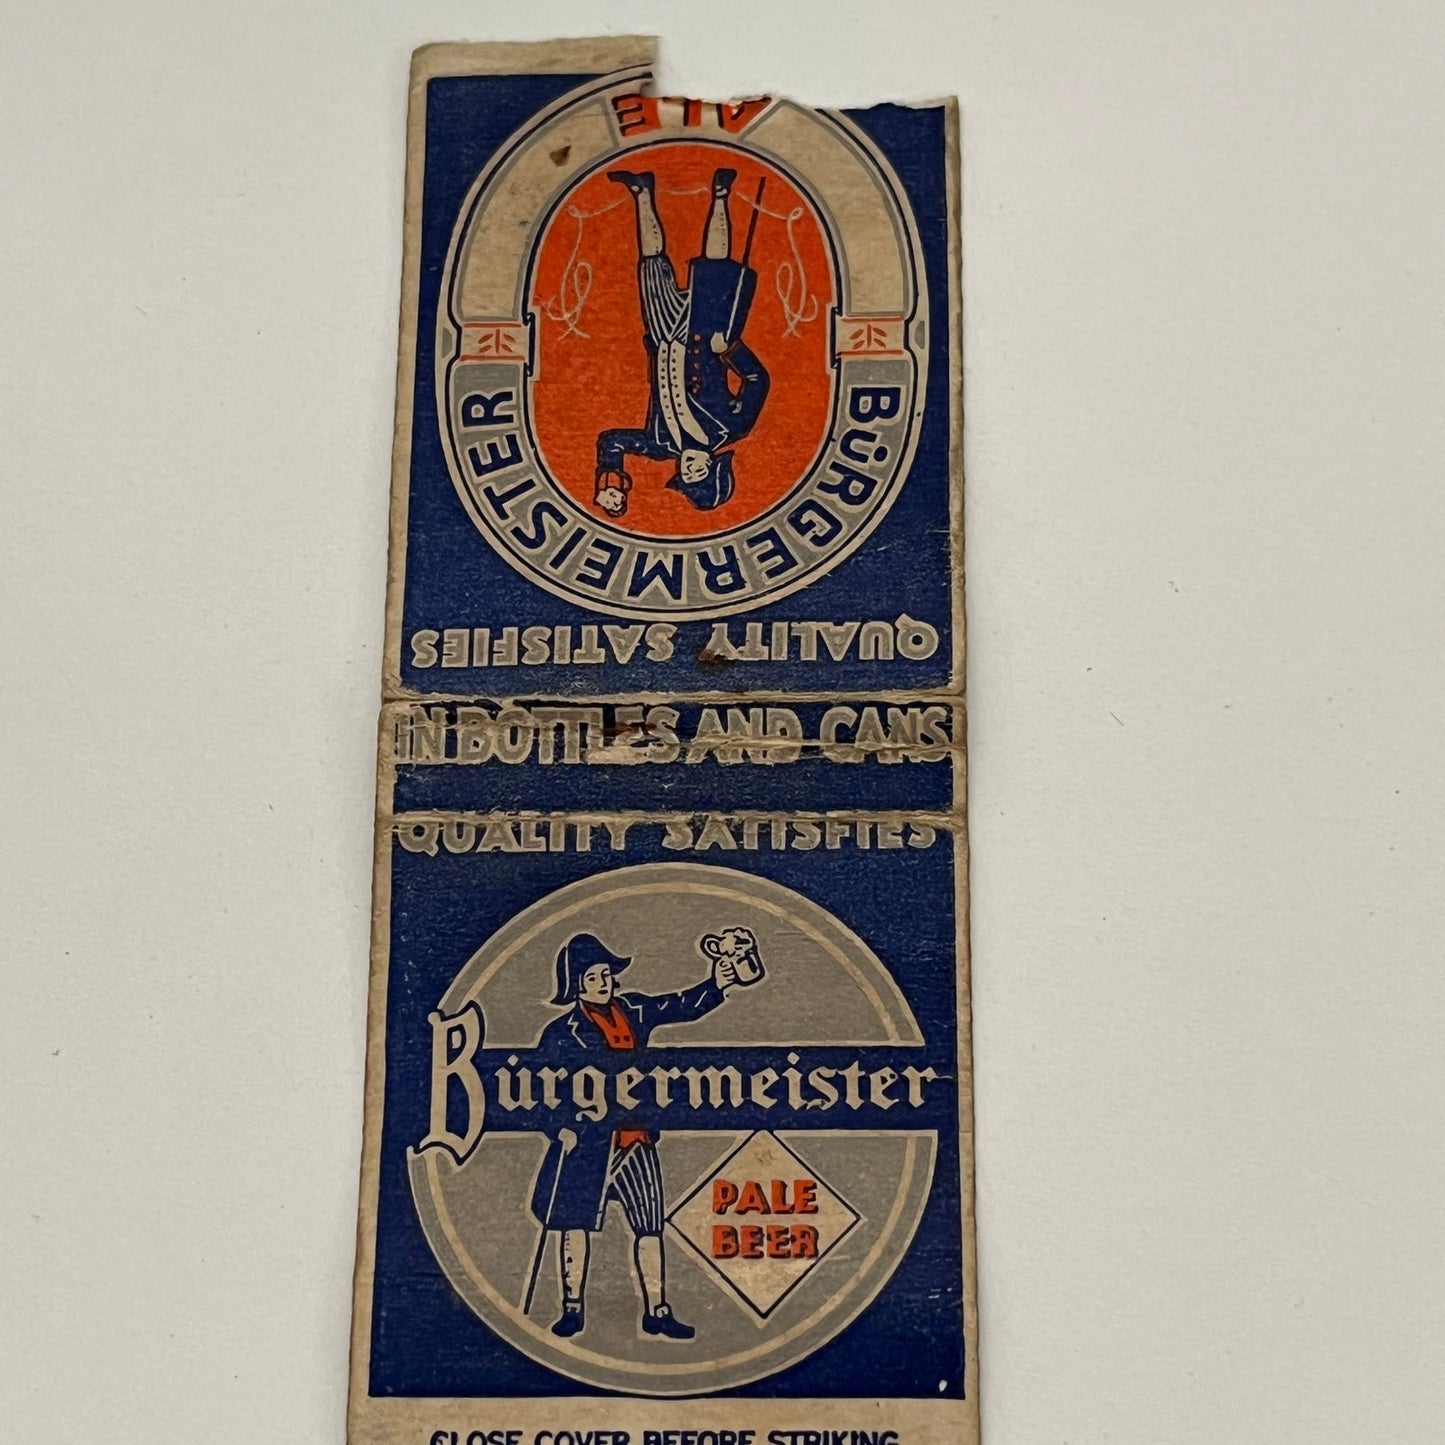 ALE
BÜRGERMEISTER
QUALITY SATISFIES
IN BOTTLES AND CANS
QUALITY SATISFIES
Bürgermeister
PALE
BEER
CLOSE COVER BEFORE STRIKING